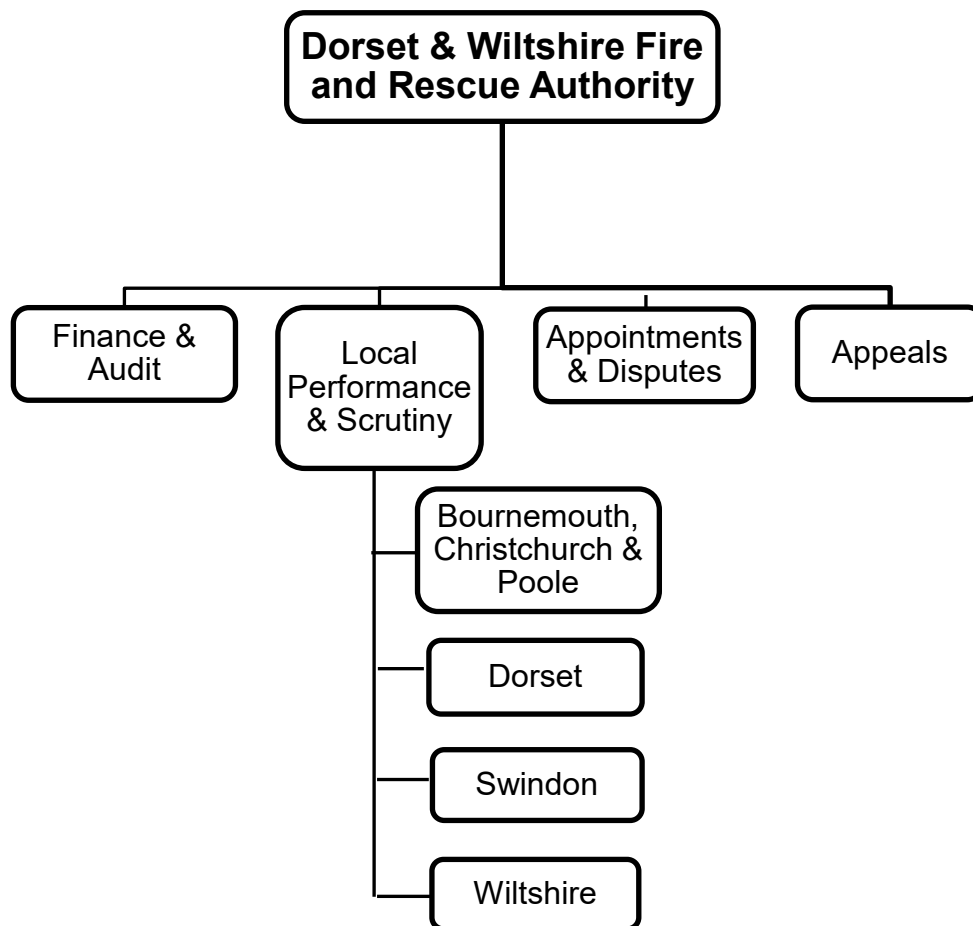 Dorset & Wiltshire Fire
and Rescue Authority
Finance &
Audit
Local
Performance
& Scrutiny
Appointments
& Disputes
Appeals
Bournemouth,
Christchurch &
Poole
Dorset
Swindon
Wiltshire